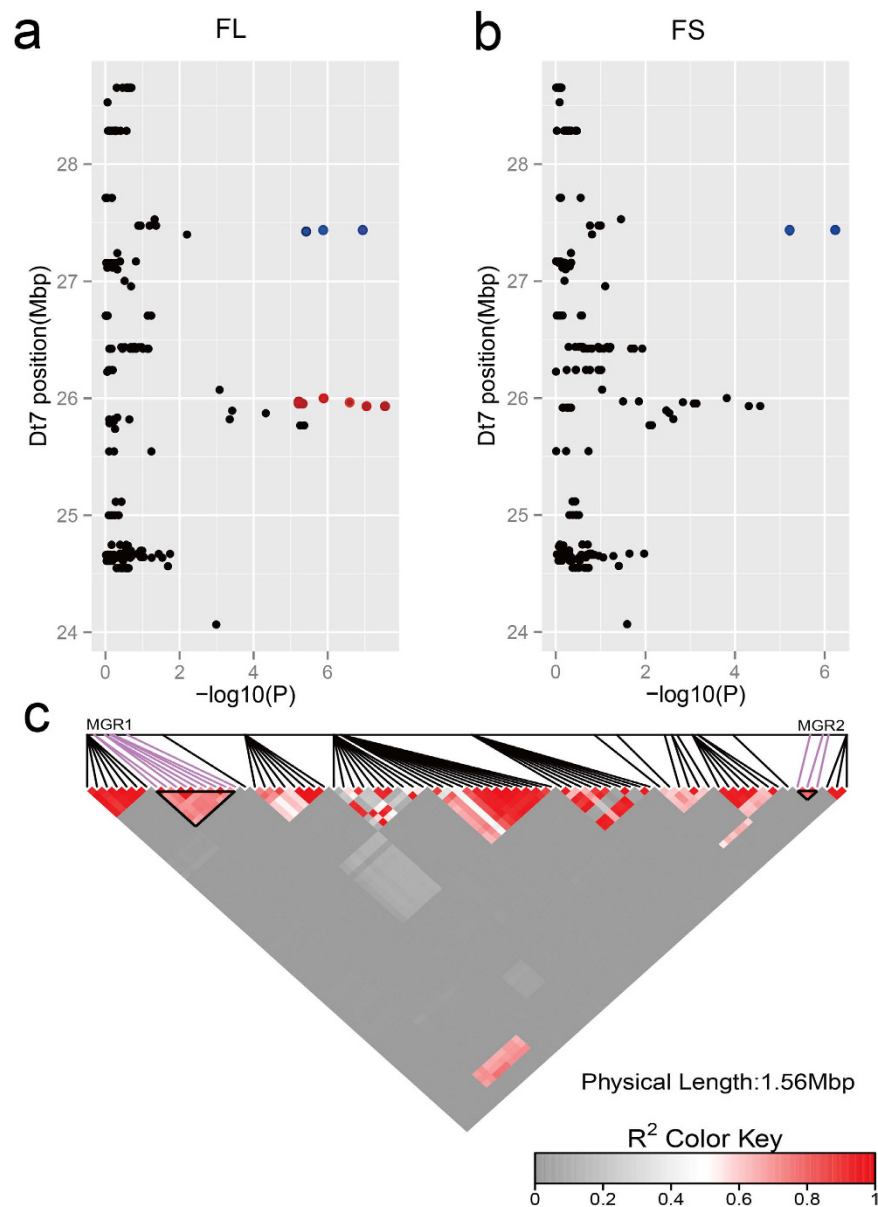 a
FL
b
FS
Dt7 position(Mbp)
28
27
26
25
24
0
2
4
6
−log10(P)
Dt7 position(Mbp)
28
27
26
25
24
0
2
4
6
−log10(P)
c
MGR1
MGR2
Physical Length:1.56Mbp
R² Color Key
0
0.2
0.4
0.6
0.8
1